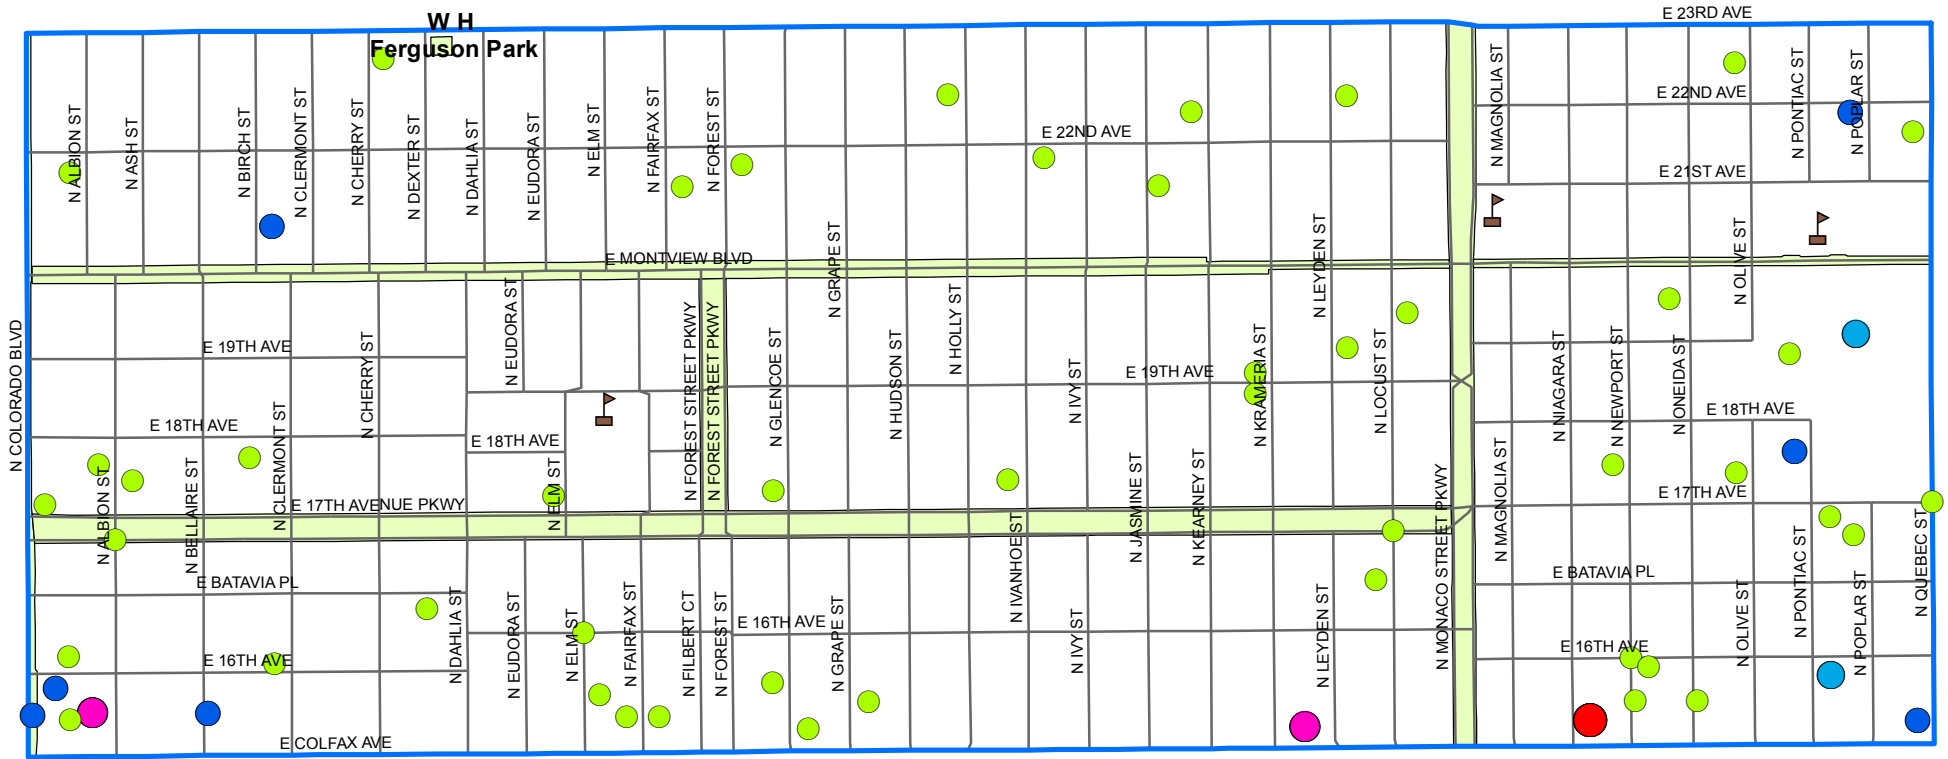 W H
Ferguson Park
E 23RD AVE
N ALBION ST
N ASH ST
N BIRCH ST
N CLERMONT ST
N CHERRY ST
N DEXTER ST
N DAHLIA ST
N EUDORA ST
N ELM ST
N FAIRFAX ST
N FOREST ST
E 22ND AVE
N MAGNOLIA ST
E 22ND AVE
N PONTIAC ST
N POPLAR ST
E 21ST AVE
E MONTVIEW BLVD
N GRAPE ST
N LEYDEN ST
N OLIVE ST
N COLORADO BLVD
E 19TH AVE
N CHERRY ST
N EUDORA ST
N FOREST STREET PKWY
N FOREST STREET PKWY
N GLENCOE ST
N HUDSON ST
N HOLLY ST
N IVY ST
E 19TH AVE
N KRAMERIA ST
N LOCUST ST
N NIAGARA ST
N NEWPORT ST
N ONEIDA ST
E 18TH AVE
E 18TH AVE
E 18TH AVE
N ALBION ST
N BELLAIRE ST
N CLERMONT ST
E 17TH AVENUE PKWY
N ELM ST
N IVANHOE ST
N JASMINE ST
N KEARNEY ST
N MONACO STREET PKWY
N MAGNOLIA ST
E 17TH AVE
N PONTIAC ST
N QUEBEC ST
E BATAVIA PL
E BATAVIA PL
N DAHLIA ST
N EUDORA ST
N ELM ST
N FAIRFAX ST
N FILBERT CT
N FOREST ST
E 16TH AVE
N GRAPE ST
N IVY ST
N LEYDEN ST
E 16TH AVE
N OLIVE ST
N POPLAR ST
E 16TH AVE
E COLFAX AVE